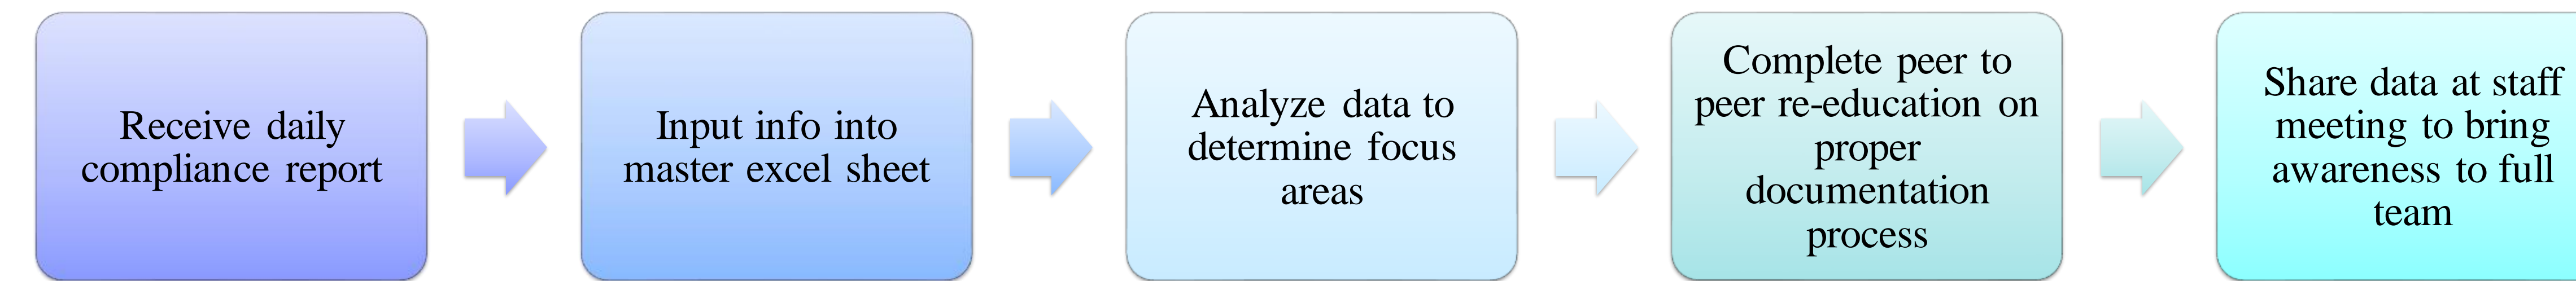 Receive daily
compliance report
Input info into
master excel sheet
Analyze data to
determine focus
areas
Complete peer to
peer re-education on
proper
documentation
process
Share data at staff
meeting to bring
awareness to full
team